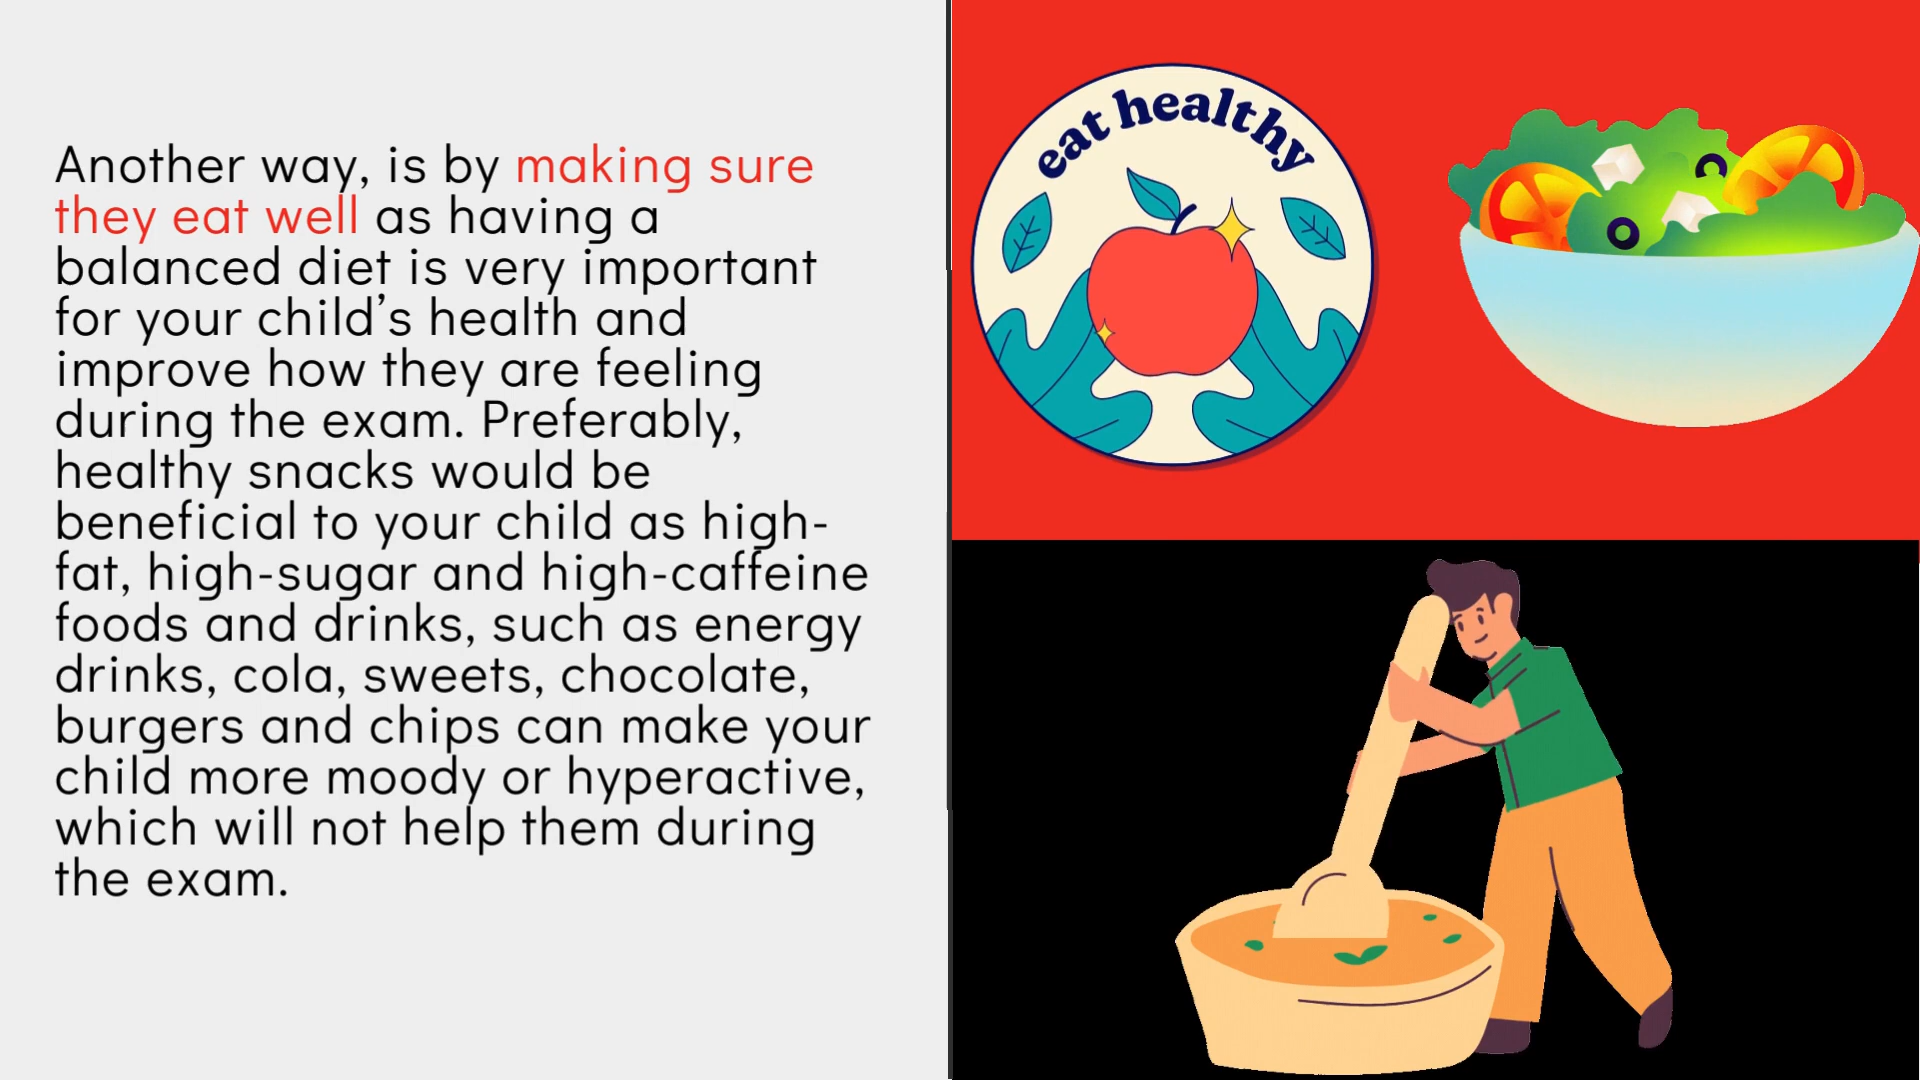 Another way, is by making sure
they eat well as having a
balanced diet is very important
for your child’s health and
improve how they are feeling
during the exam. Preferably,
healthy snacks would be
beneficial to your child as high-
fat, high-sugar and high-caffeine
foods and drinks, such as energy
drinks, cola, sweets, chocolate,
burgers and chips can make your
child more moody or hyperactive,
which will not help them during
the exam.
eat healthy